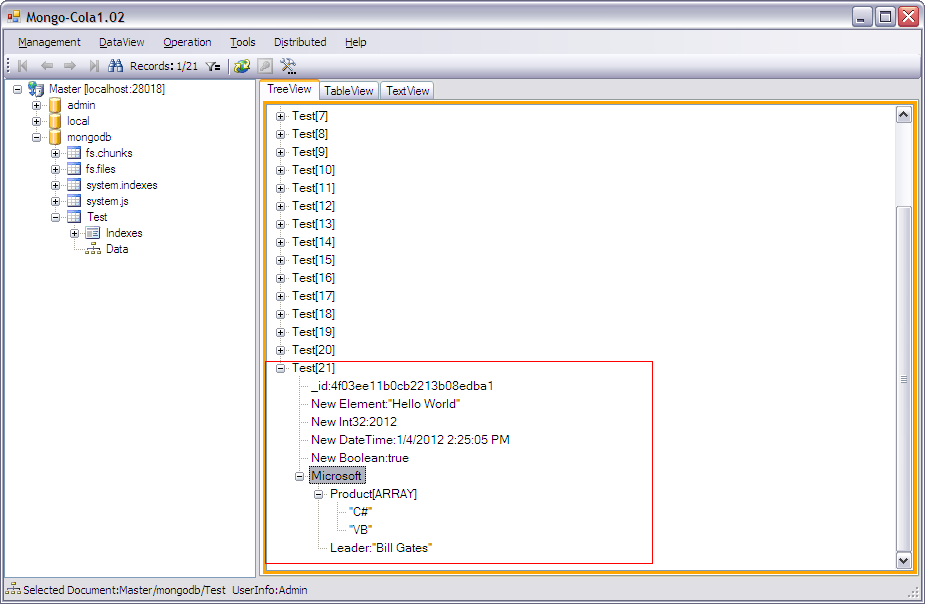 Mongo-Cola1.02
Management DataView Operation Tools Distributed Help
Records: 1/21
Master [localhost:28018]
admin
local
mongodb
fs.chunks
fs.files
system.indexes
system.js
Test
Indexes
Data
TreeView TableView TextView
Test[7]
Test[8]
Test[9]
Test[10]
Test[11]
Test[12]
Test[13]
Test[14]
Test[15]
Test[16]
Test[17]
Test[18]
Test[19]
Test[20]
Test[21]
_id:4f03ee11b0cb2213b08edba1
New Element:"Hello World"
New Int32:2012
New DateTime:1/4/2012 2:25:05 PM
New Boolean:true
Microsoft
Product[ARRAY]
"C#"
"VB"
Leader:"Bill Gates"
Selected Document:Master/mongodb/Test UserInfo:Admin